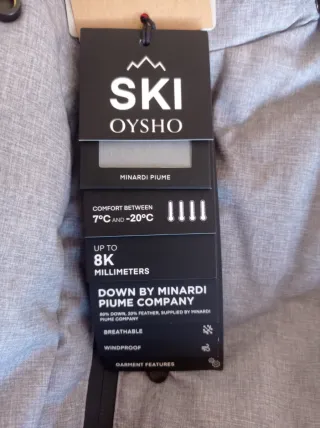 SKI
OYSHO
MINARDI PIUME
COMFORT BETWEEN
7°C AND -20°C
UP TO
8K
MILLIMETERS
DOWN BY MINARDI
PIUME COMPANY
80% DOWN, 20% FEATHER, SUPPLIED BY MINARDI
PIUME COMPANY
BREATHABLE
WINDPROOF
GARMENT FEATURES